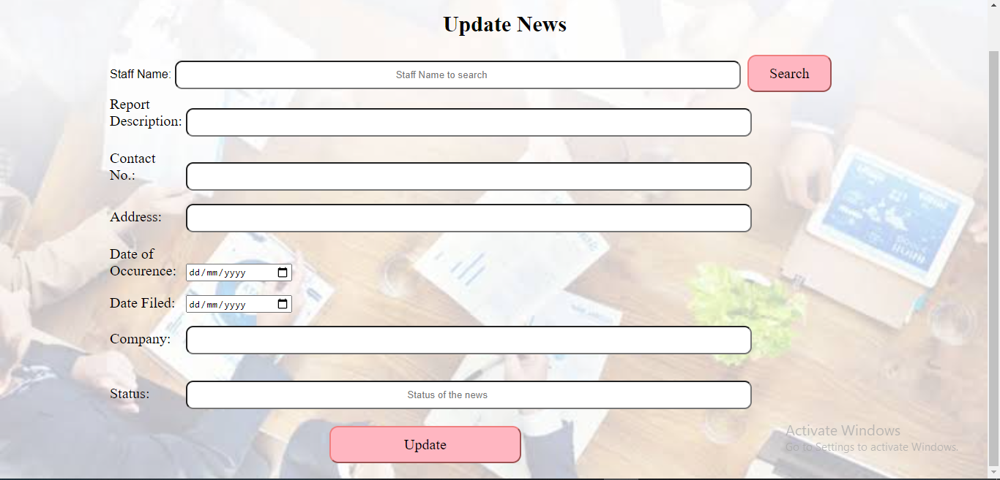 Update News
Staff Name: Staff Name to search Search
Report
Description:
Contact
No.:
Address:
Date of
Occurence: dd/mm/yyyy
Date Filed: dd/mm/yyyy
Company:
Status: Status of the news
Update
Activate Windows
Go to Settings to activate Windows.